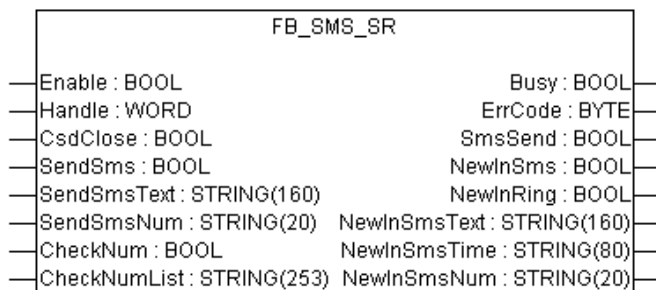 FB_SMS_SR
Enable : BOOL Busy : BOOL
Handle : WORD ErrCode : BYTE
CsdClose : BOOL SmsSend : BOOL
SendSms : BOOL NewInSms : BOOL
SendSmsText : STRING(160) NewInRing : BOOL
SendSmsNum : STRING(20) NewInSmsText : STRING(160)
CheckNum : BOOL NewInSmsTime : STRING(80)
CheckNumList : STRING(253) NewInSmsNum : STRING(20)